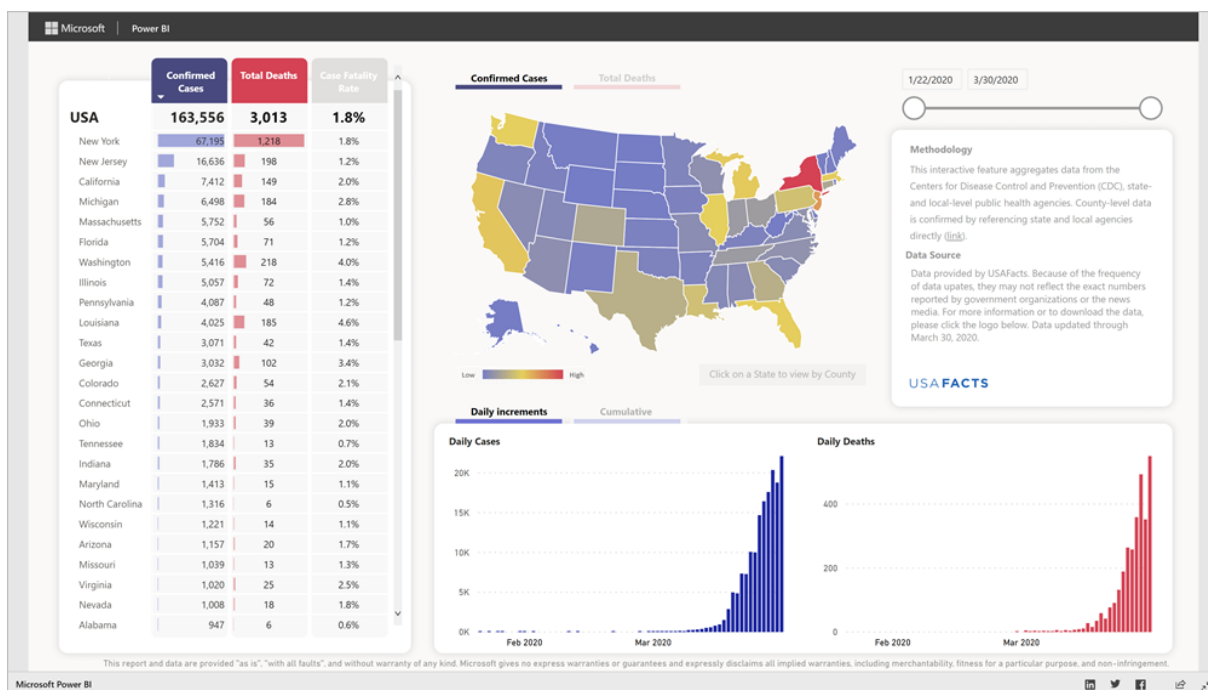 Microsoft | Power BI
Confirmed Cases Total Deaths Case Fatality Rate
USA 163,556 3,013 1.8%
New York 67,195 1,218 1.8%
New Jersey 16,636 198 1.2%
California 7,412 149 2.0%
Michigan 6,498 184 2.8%
Massachusetts 5,752 56 1.0%
Florida 5,704 71 1.2%
Washington 5,416 218 4.0%
Illinois 5,057 72 1.4%
Pennsylvania 4,087 48 1.2%
Louisiana 4,025 185 4.6%
Texas 3,071 42 1.4%
Georgia 3,032 102 3.4%
Colorado 2,627 54 2.1%
Connecticut 2,571 36 1.4%
Ohio 1,933 39 2.0%
Tennessee 1,834 13 0.7%
Indiana 1,786 35 2.0%
Maryland 1,413 15 1.1%
North Carolina 1,316 6 0.5%
Wisconsin 1,221 14 1.1%
Arizona 1,157 20 1.7%
Missouri 1,039 13 1.3%
Virginia 1,020 25 2.5%
Nevada 1,008 18 1.8%
Alabama 947 6 0.6%
Confirmed Cases Total Deaths
Low High
Click on a State to view by County
1/22/2020 3/30/2020
Methodology
This interactive feature aggregates data from the
Centers for Disease Control and Prevention (CDC), state-
and local-level public health agencies. County-level data
is confirmed by referencing state and local agencies
directly (link).
Data Source
Data provided by USAFacts. Because of the frequency
of data upates, they may not reflect the exact numbers
reported by government organizations or the news
media. For more information or to download the data,
please click the logo below. Data updated through
March 30, 2020.
USAFACTS
Daily increments Cumulative
Daily Cases
20K
15K
10K
5K
0K
Feb 2020 Mar 2020
Daily Deaths
400
200
0
Feb 2020 Mar 2020
This report and data are provided "as is", "with all faults", and without warranty of any kind. Microsoft gives no express warranties or guarantees and expressly disclaims all implied warranties, including merchantability, fitness for a particular purpose, and non-infringement.
Microsoft Power BI